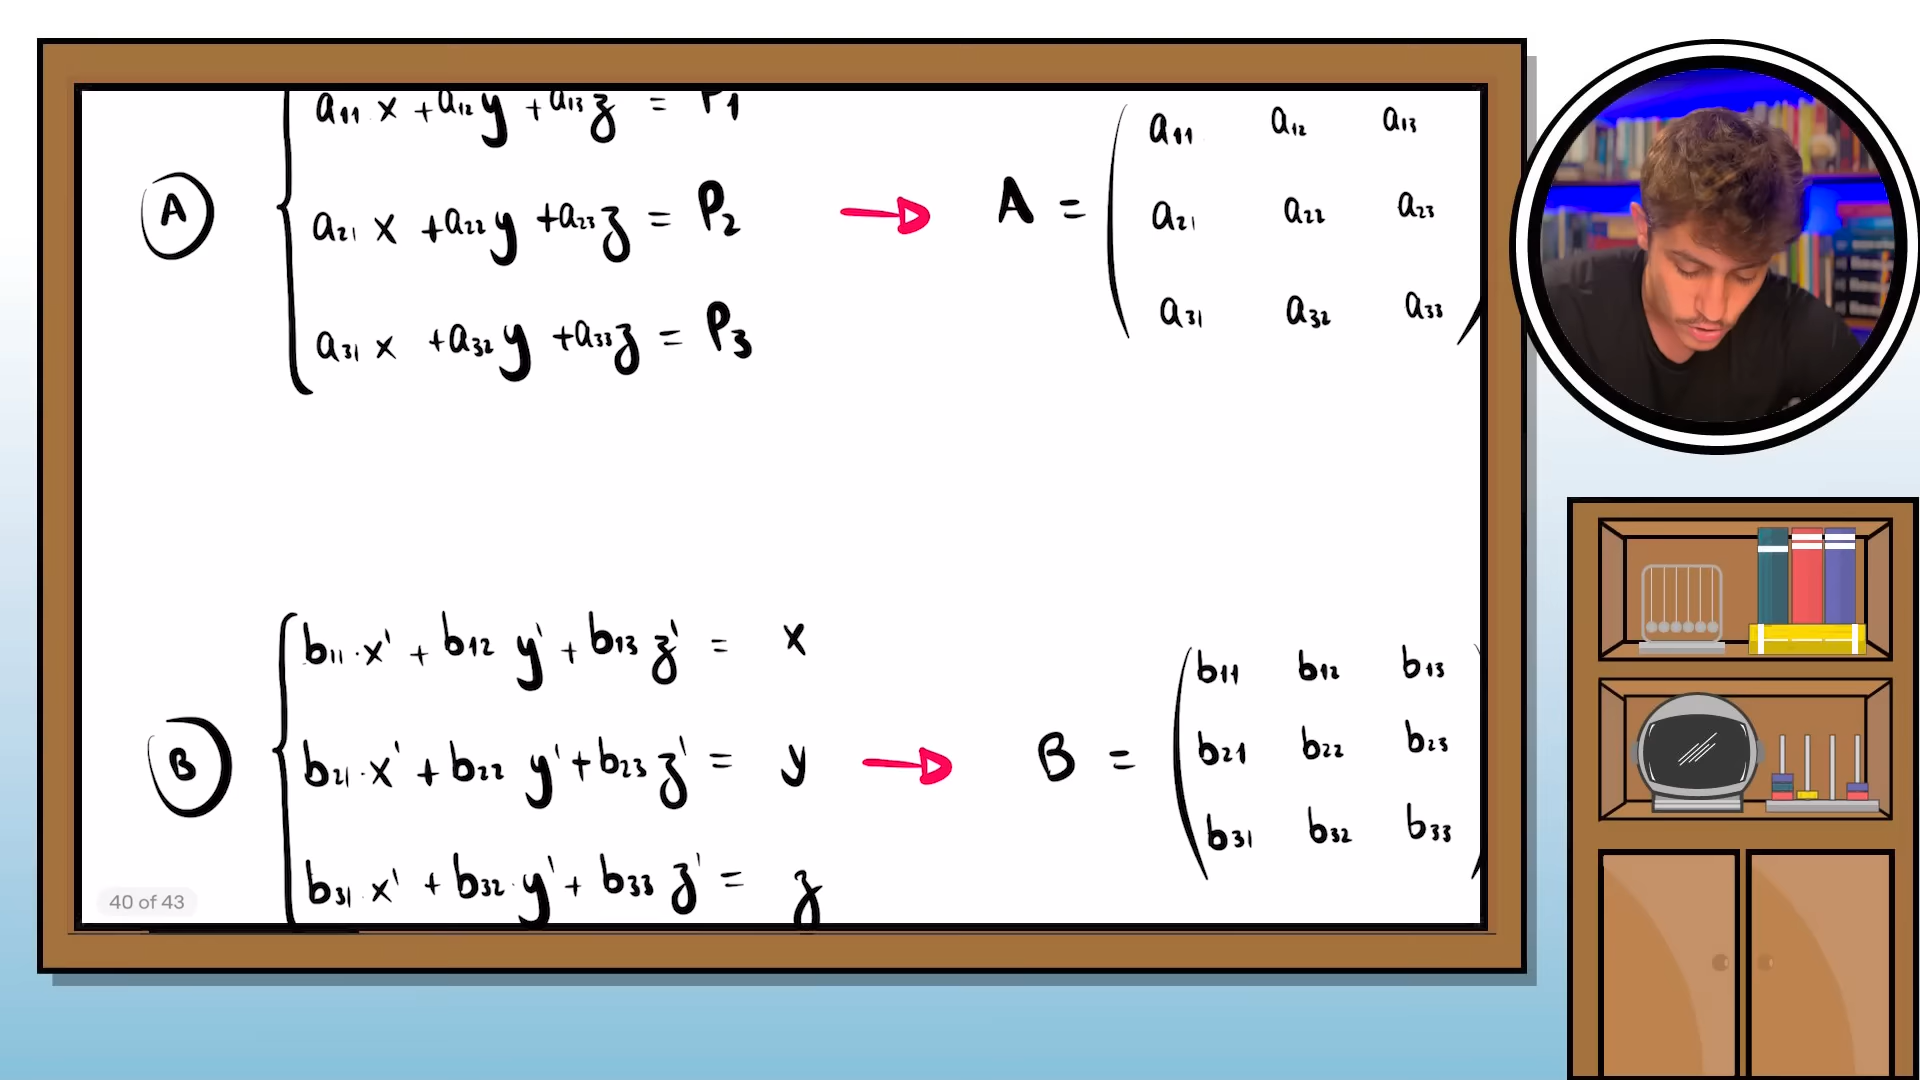 a11 x + a12 y + a13 z = P1
A
a21 x + a22 y + a23 z = P2
a31 x + a32 y + a33 z = P3
A = ( a11 a12 a13
a21 a22 a23
a31 a32 a33 )
b11 · x' + b12 y' + b13 z' = x
B
b21 · x' + b22 y' + b23 z' = y
b31 x' + b32 · y' + b33 z' = z
B = ( b11 b12 b13
b21 b22 b23
b31 b32 b33 )
40 of 43